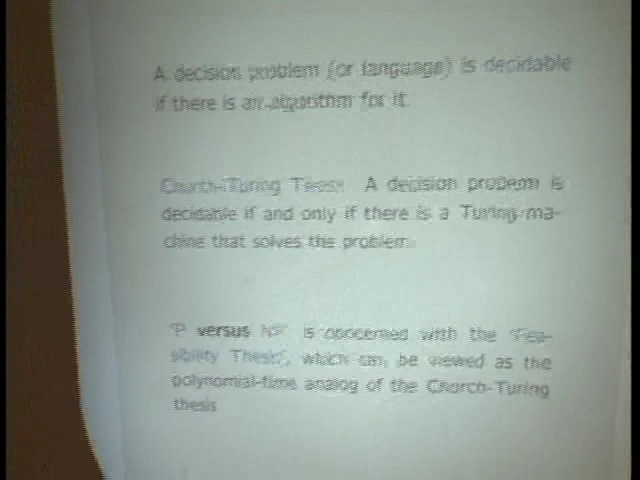 A decision problem (or language) is decidable
if there is an algorithm for it.
Church-Turing Thesis: A decision problem is
decidable if and only if there is a Turing ma-
chine that solves the problem.
"P versus NP" is concerned with the "Fea-
sibility Thesis", which can be viewed as the
polynomial-time analog of the Church-Turing
thesis